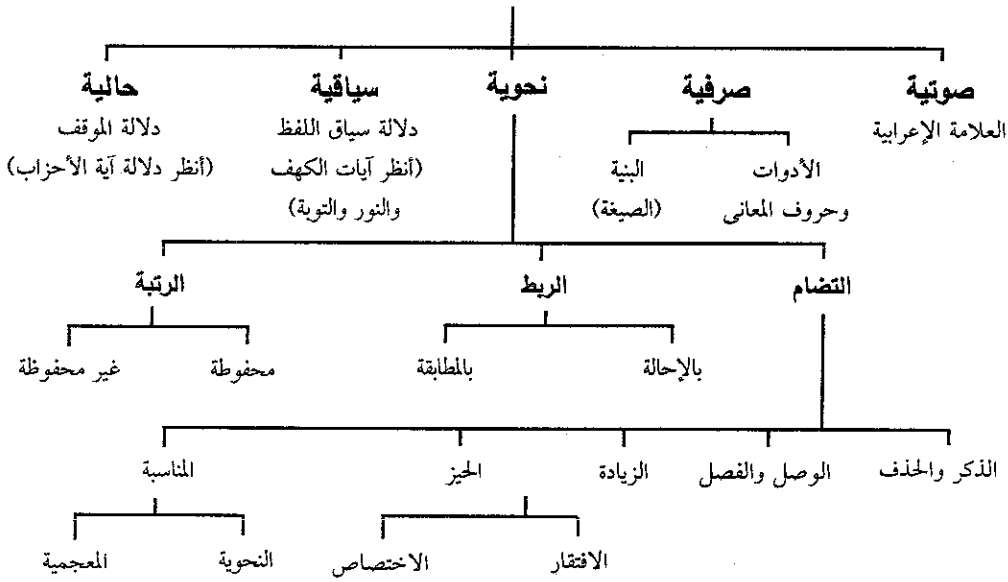 صوتية صرفية نحوية سياقية حالية
العلامة الإعرابية دلالة سياق اللفظ دلالة الموقف
الأدوات البنية (أنظر آيات الكهف (أنظر دلالة آية الأحزاب)
وحروف المعانى (الصيغة) والنور والتوبة)
التضام الربط الرتبة
بالإحالة بالمطابقة محفوطة غير محفوظة
الذكر والحذف الوصل والفصل الزيادة الحيز المناسبة
الافتقار الاختصاص النحوية المعجمية